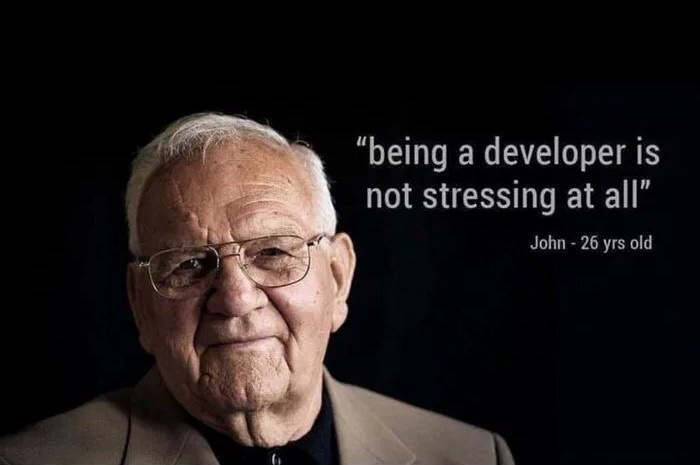 “being a developer is
not stressing at all”
John - 26 yrs old